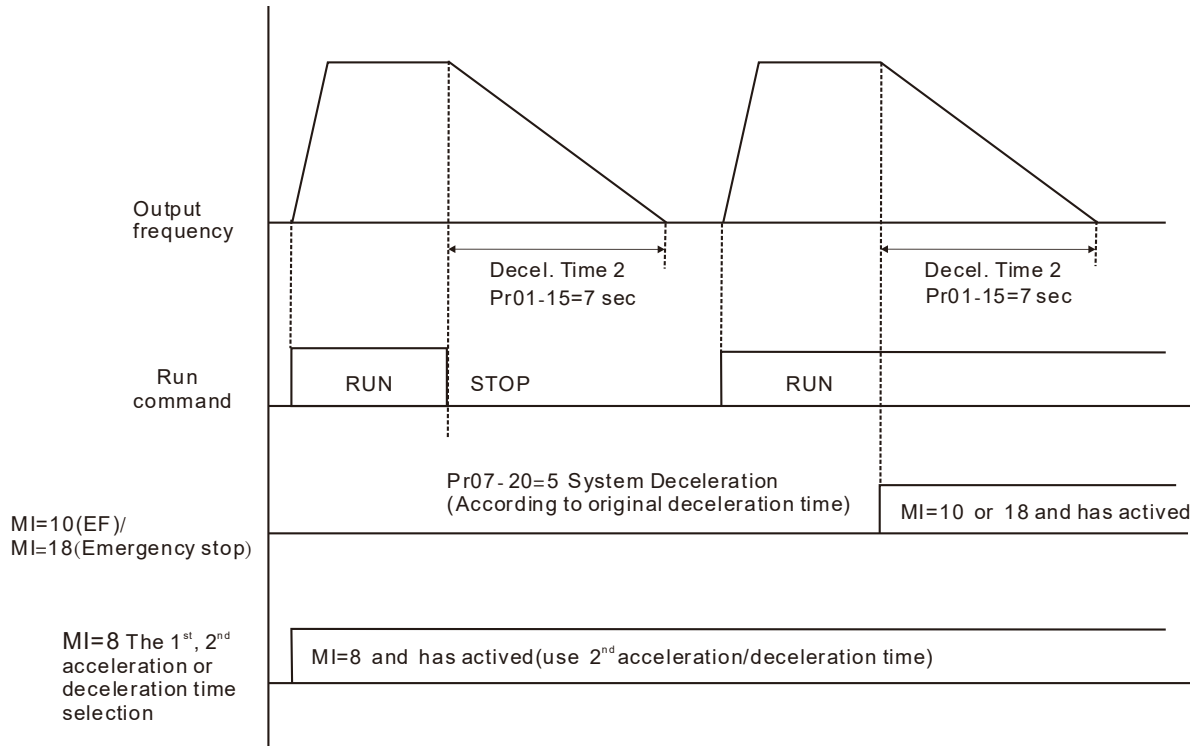 Output
frequency
Decel. Time 2
Pr01-15=7 sec
Decel. Time 2
Pr01-15=7 sec
Run
command
RUN
STOP
RUN
Pr07-20=5 System Deceleration
(According to original deceleration time)
MI=10(EF)/
MI=18(Emergency stop)
MI=10 or 18 and has actived
MI=8 The 1st, 2nd
acceleration or
deceleration time
selection
MI=8 and has actived(use 2nd acceleration/deceleration time)